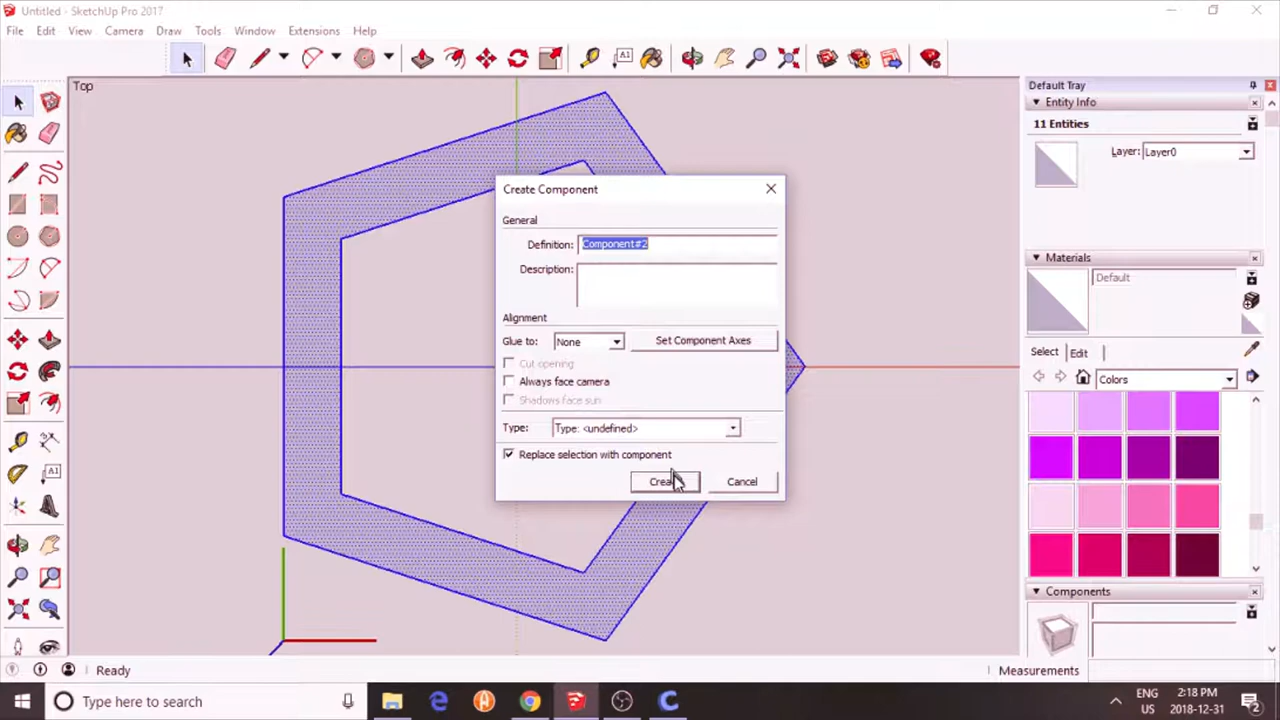 Untitled - SketchUp Pro 2017
File Edit View Camera Draw Tools Window Extensions Help
A1
Top
Default Tray
Entity Info
11 Entities
Layer: Layer0
Create Component
General
Definition: Component#2
Description:
Alignment
Glue to: None
Set Component Axes
Cut opening
Always face camera
Shadows face sun
Type: Type: <undefined>
Replace selection with component
Cancel
Materials
Default
Select Edit
Colors
A1
Components
Ready
Measurements
Type here to search
ENG
US
2:18 PM
2018-12-31
2